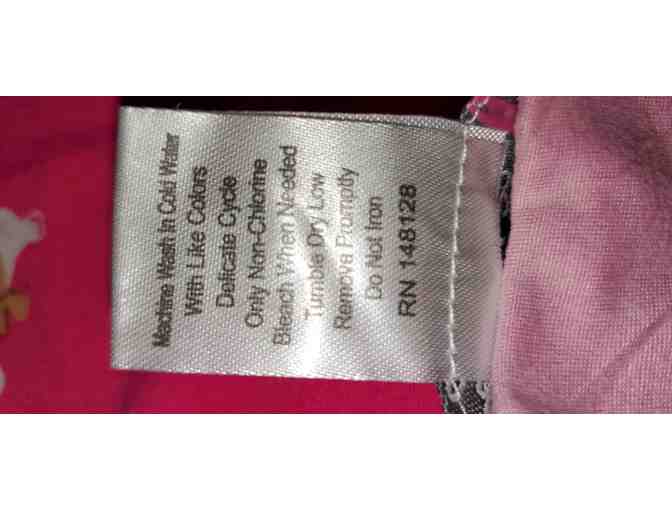 Machine Wash In Cold Water
With Like Colors
Delicate Cycle
Only Non-Chlorine
Bleach When Needed
Tumble Dry Low
Remove Promptly
Do Not Iron
RN 148128